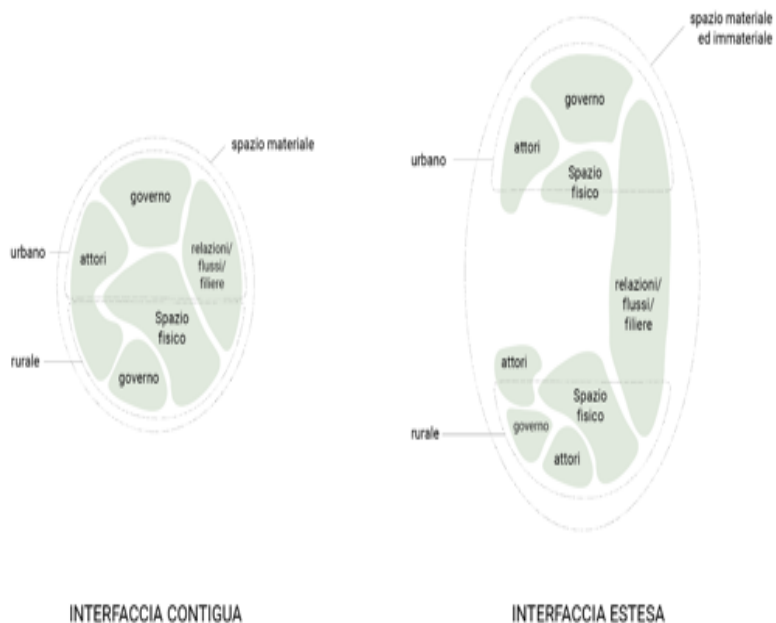 spazio materiale
governo
urbano
attori
relazioni/
flussi/
filiere
Spazio
fisico
rurale
governo
INTERFACCIA CONTIGUA
spazio materiale
ed immateriale
governo
attori
urbano
Spazio
fisico
relazioni/
flussi/
filiere
attori
Spazio
fisico
governo
rurale
attori
INTERFACCIA ESTESA